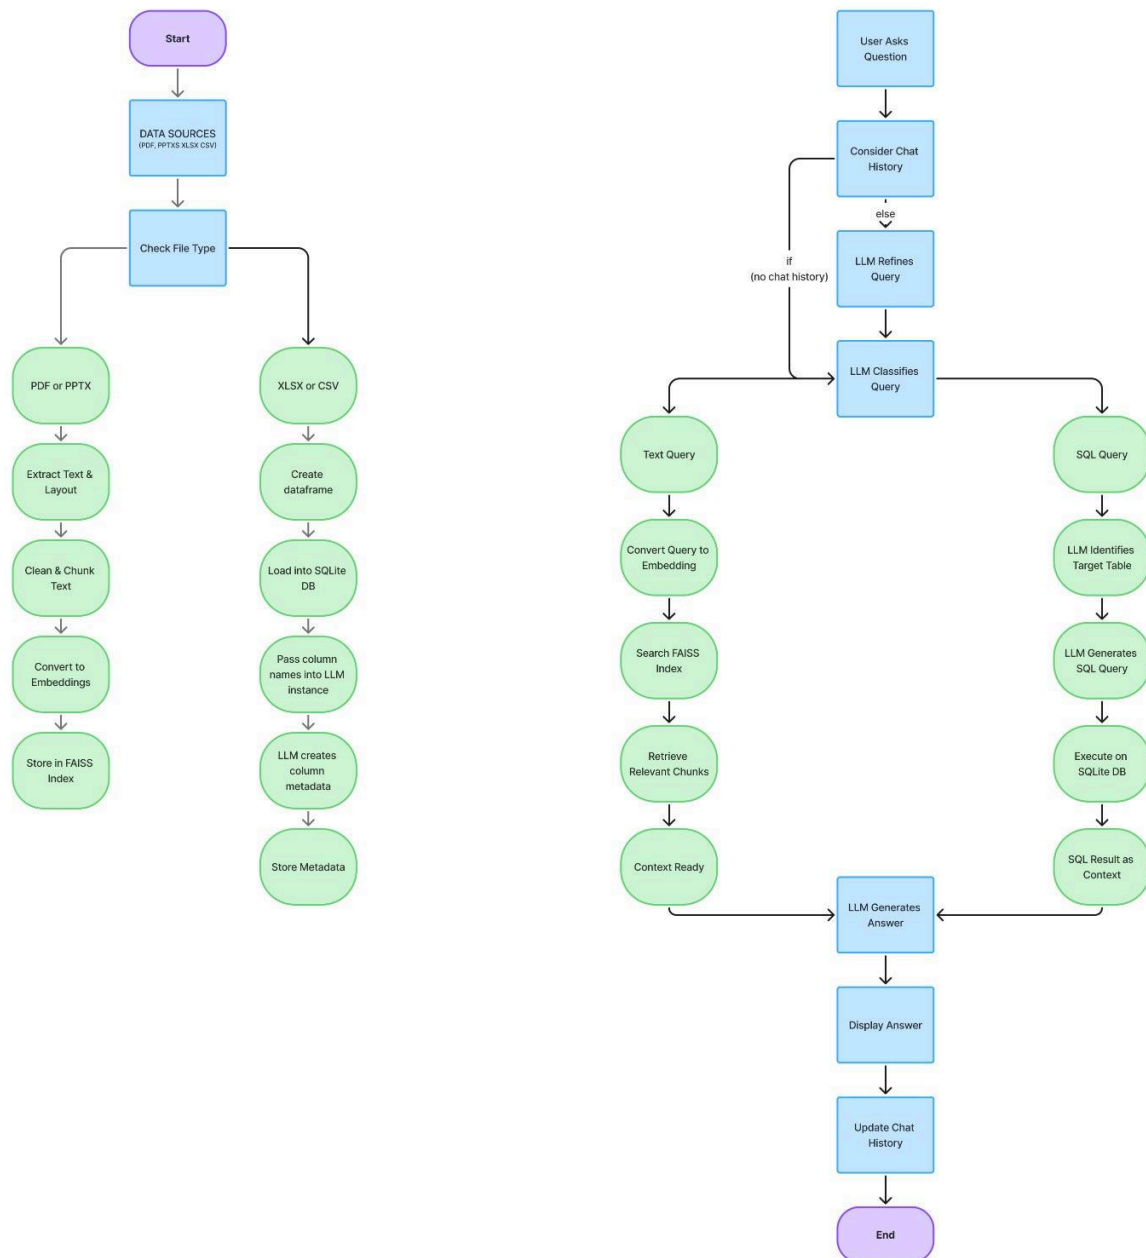 Start
DATA SOURCES
(PDF, PPTXS XLSX CSV)
Check File Type
PDF or PPTX
Extract Text &
Layout
Clean & Chunk
Text
Convert to
Embeddings
Store in FAISS
Index
XLSX or CSV
Create
dataframe
Load into SQLite
DB
Pass column
names into LLM
instance
LLM creates
column
metadata
Store Metadata
User Asks
Question
Consider Chat
History
else
if
(no chat history)
LLM Refines
Query
LLM Classifies
Query
Text Query
Convert Query to
Embedding
Search FAISS
Index
Retrieve
Relevant Chunks
Context Ready
SQL Query
LLM Identifies
Target Table
LLM Generates
SQL Query
Execute on
SQLite DB
SQL Result as
Context
LLM Generates
Answer
Display Answer
Update Chat
History
End